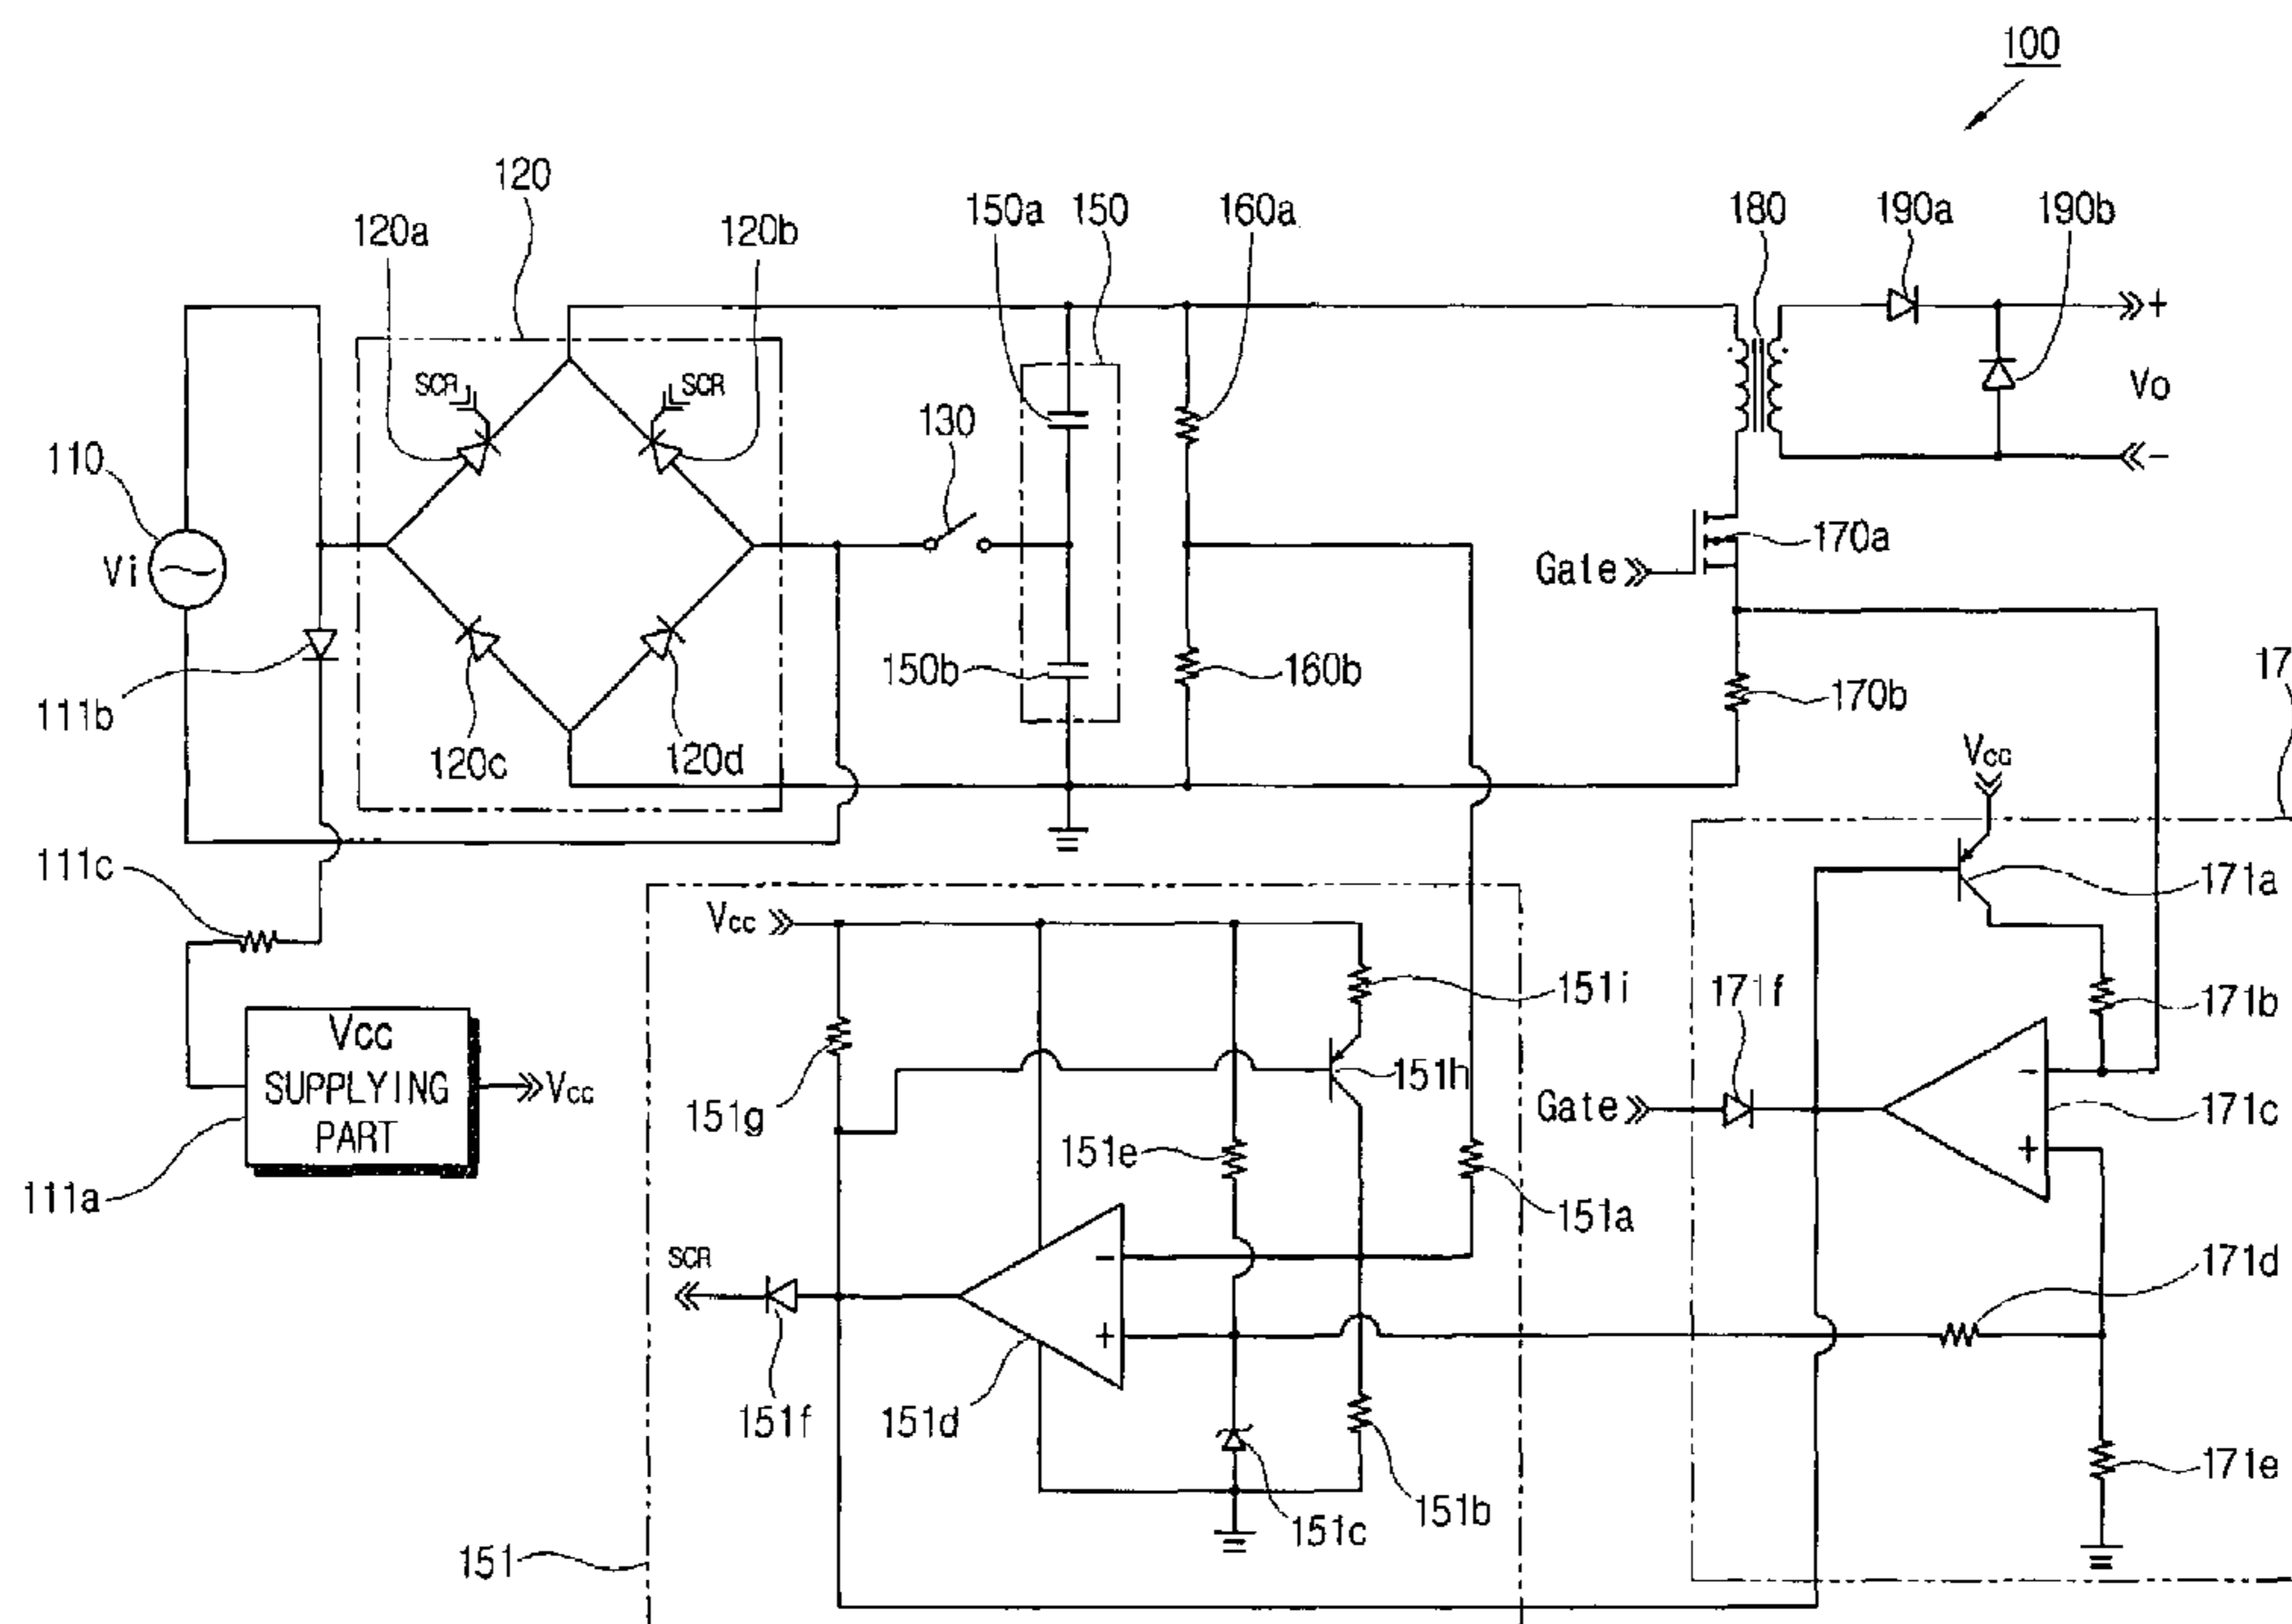 100
120
120a
120b
150a
150
160a
180
190a
190b
SCR
SCR
130
+
Vo
-
110
Vi
170a
Gate
111b
120c
120d
150b
160b
170b
17
Vcc
111c
171a
Vcc
151i
171f
171b
Vcc
SUPPLYING
PART
Vcc
151g
151h
Gate
-
171c
+
111a
151e
151a
SCR
-
+
171d
151f
151d
151c
151b
171e
151